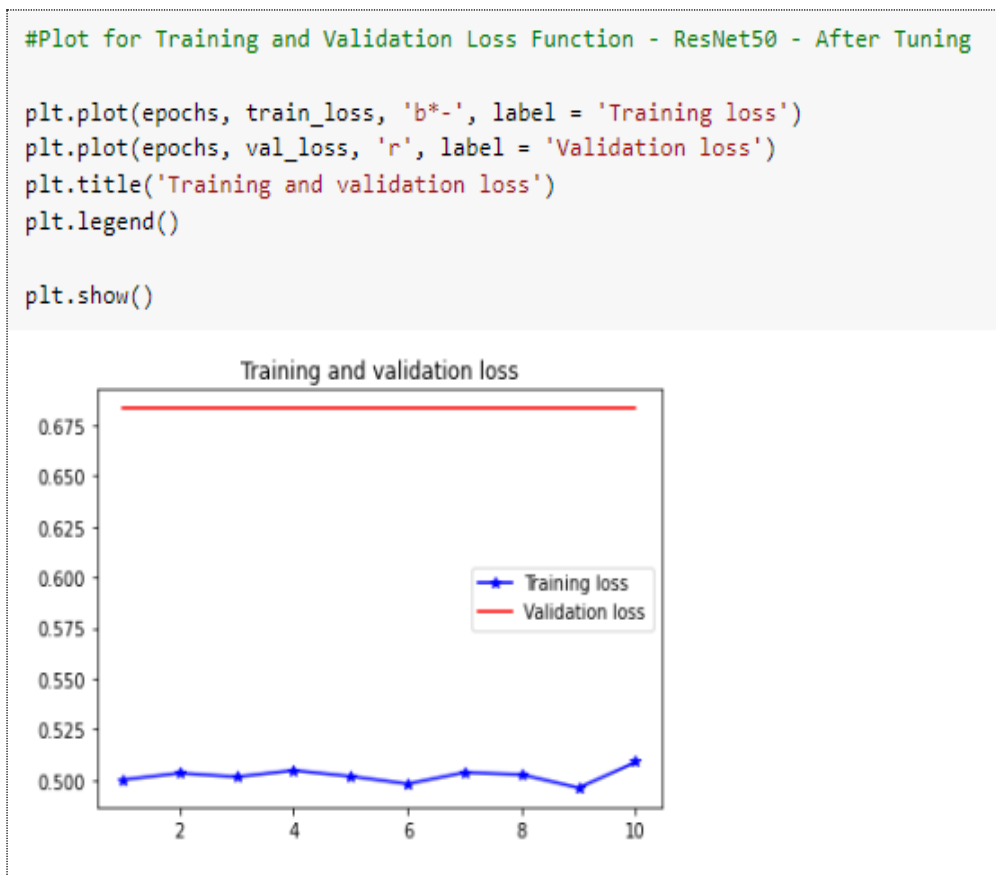 #Plot for Training and Validation Loss Function - ResNet50 - After Tuning
plt.plot(epochs, train_loss, 'b*-', label = 'Training loss')
plt.plot(epochs, val_loss, 'r', label = 'Validation loss')
plt.title('Training and validation loss')
plt.legend()
plt.show()
Training and validation loss
0.675
0.650
0.625
0.600
0.575
0.550
0.525
0.500
Training loss
Validation loss
2 4 6 8 10